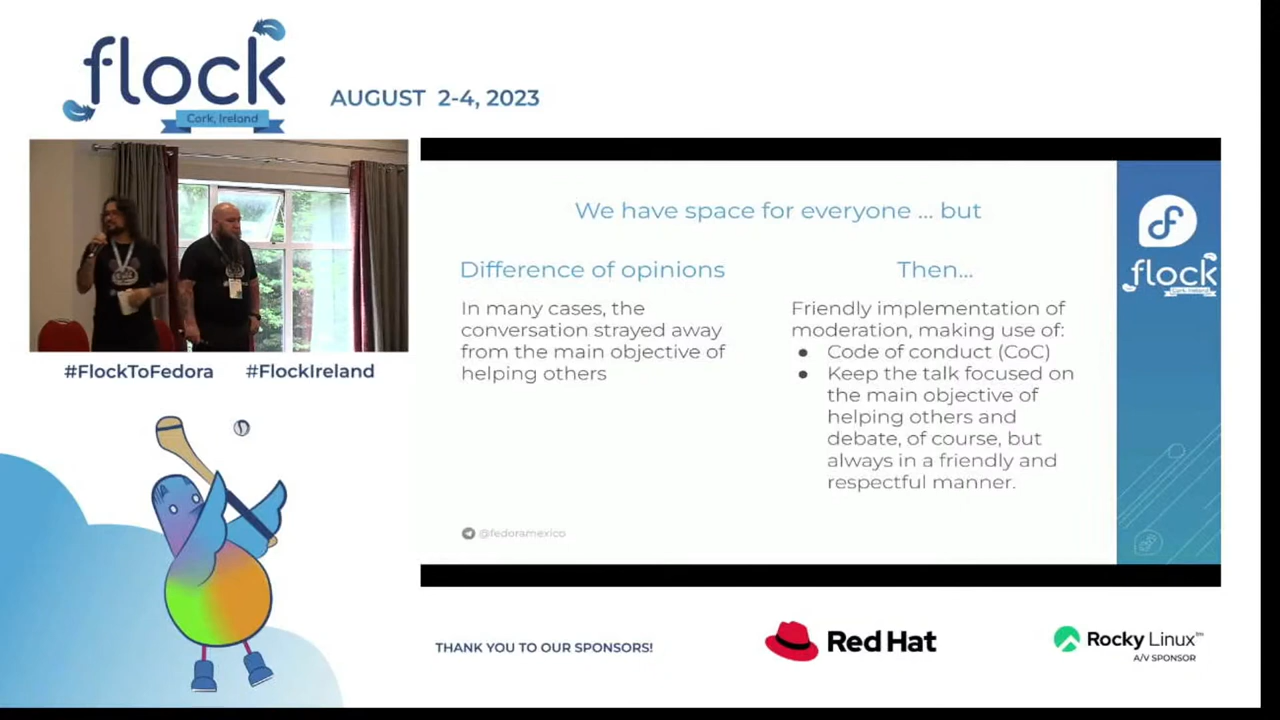 flock
Cork, Ireland
AUGUST 2-4, 2023
#FlockToFedora #FlockIreland
We have space for everyone ... but
Difference of opinions
In many cases, the
conversation strayed away
from the main objective of
helping others
Then...
Friendly implementation of
moderation, making use of:
● Code of conduct (CoC)
● Keep the talk focused on
the main objective of
helping others and
debate, of course, but
always in a friendly and
respectful manner.
@fedoramexico
flock
Cork, Ireland
THANK YOU TO OUR SPONSORS!
Red Hat
Rocky Linux™
A/V SPONSOR